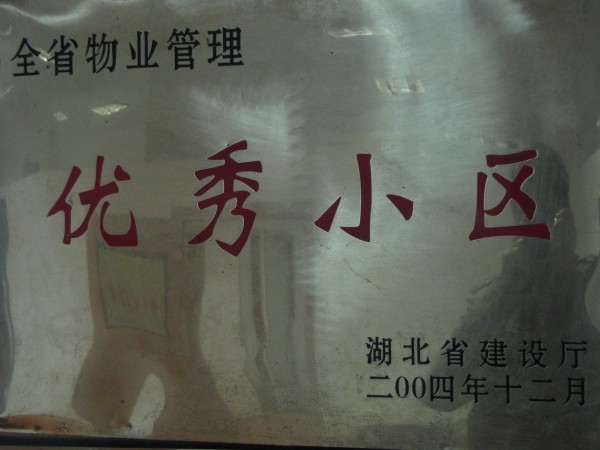 全省物业管理
优秀小区
湖北省建设厅
二00四年十二月